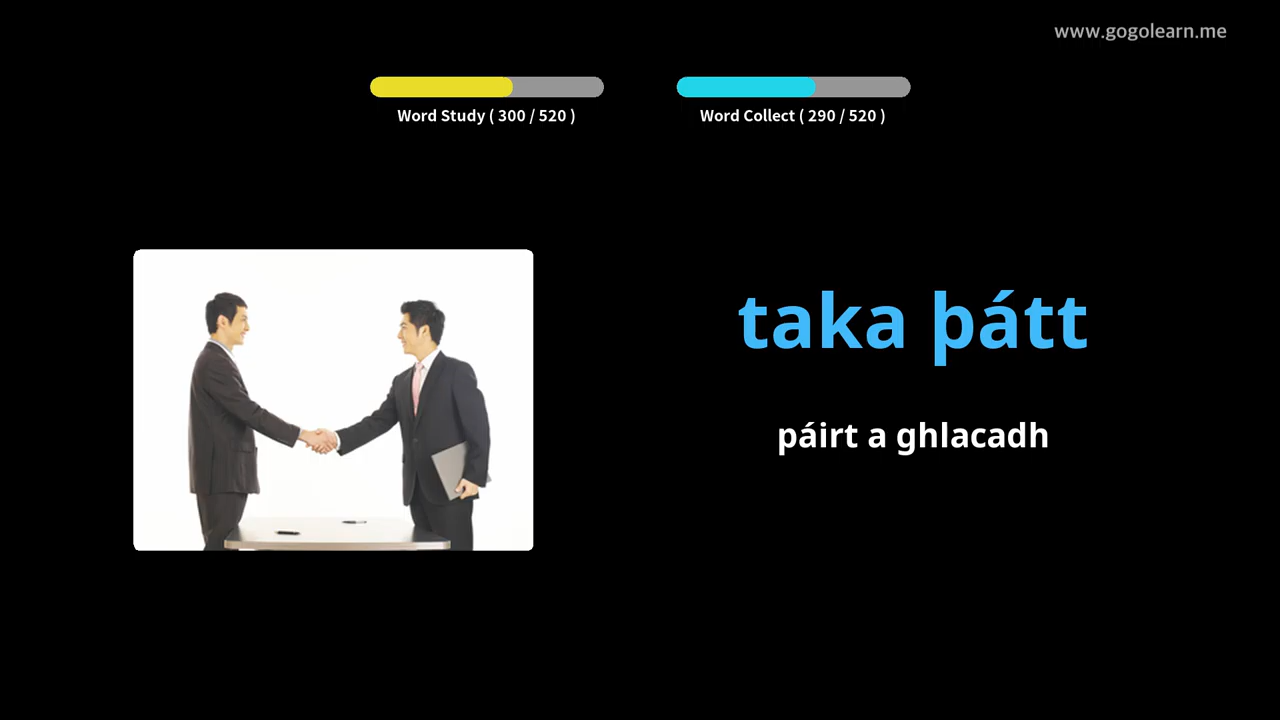 www.gogolearn.me
Word Study ( 300 / 520 )
Word Collect ( 290 / 520 )
taka þátt
páirt a ghlacadh